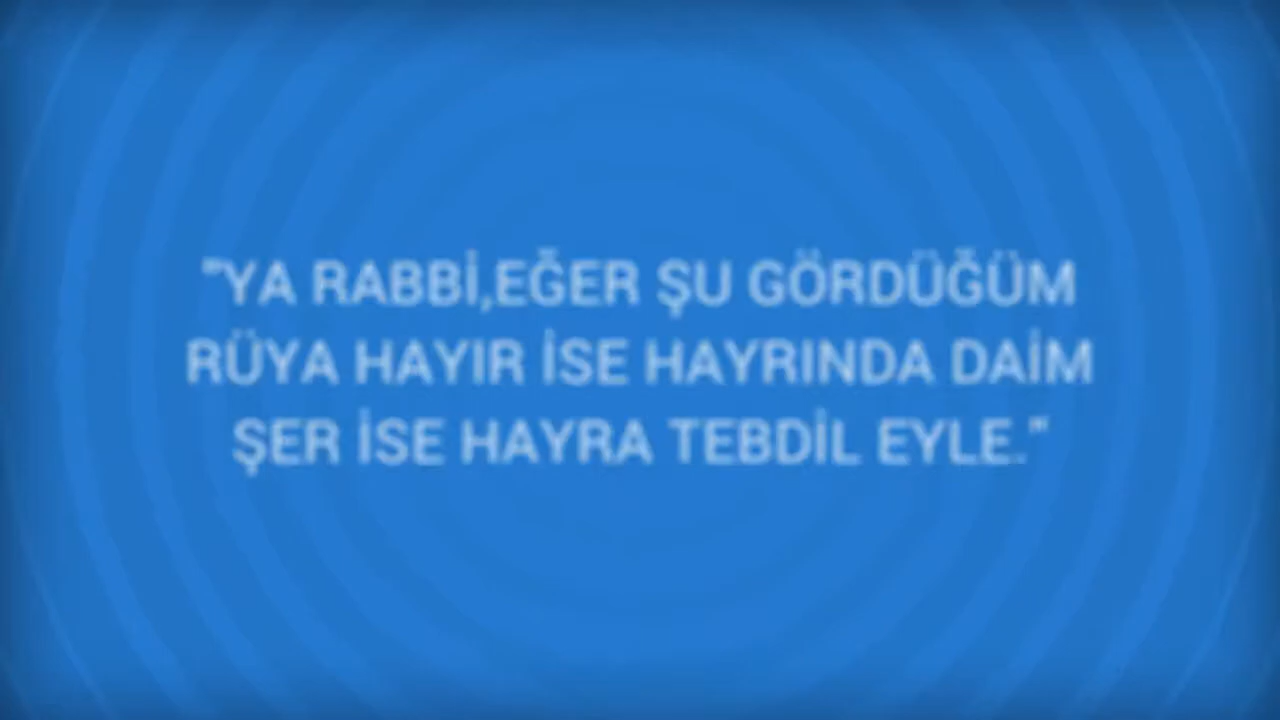 "YA RABBİ,EĞER ŞU GÖRDÜĞÜM
RÜYA HAYIR İSE HAYRINDA DAİM
ŞER İSE HAYRA TEBDİL EYLE."